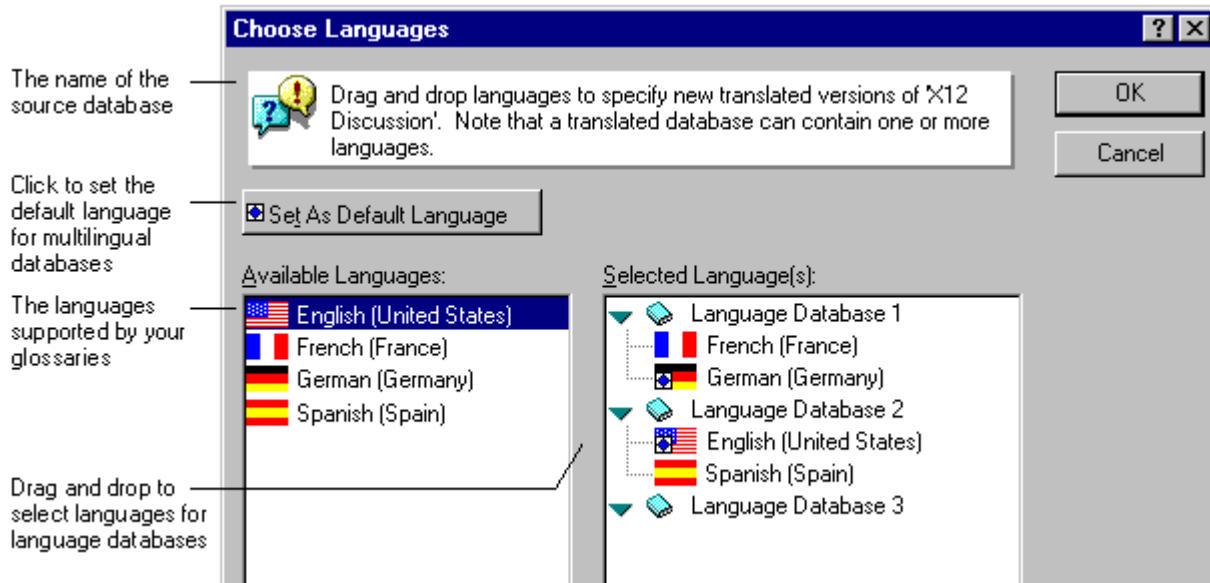 Choose Languages
The name of the
source database
Drag and drop languages to specify new translated versions of 'X12
Discussion'. Note that a translated database can contain one or more
languages.
OK
Cancel
Click to set the
default language
for multilingual
databases
Set As Default Language
Available Languages:
Selected Language(s):
The languages
supported by your
glossaries
English (United States)
French (France)
German (Germany)
Spanish (Spain)
Language Database 1
French (France)
German (Germany)
Language Database 2
English (United States)
Spanish (Spain)
Language Database 3
Drag and drop to
select languages for
language databases